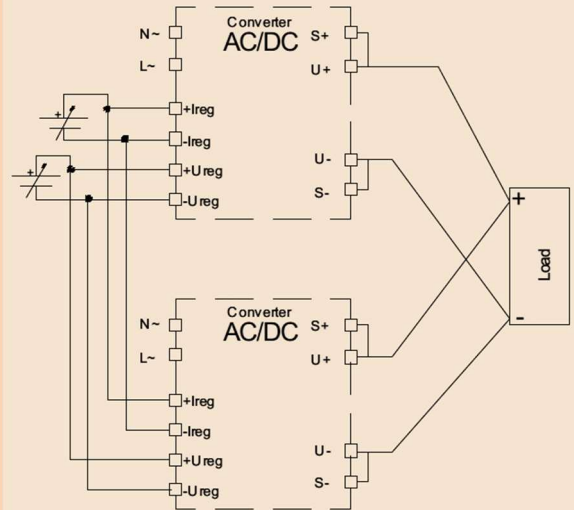 Converter
AC/DC
N~
S+
L~
U+
+
+Ireg
-Ireg
U-
+
+Ureg
S-
-Ureg
+
Load
-
Converter
AC/DC
N~
S+
L~
U+
+Ireg
-Ireg
U-
+Ureg
S-
-Ureg